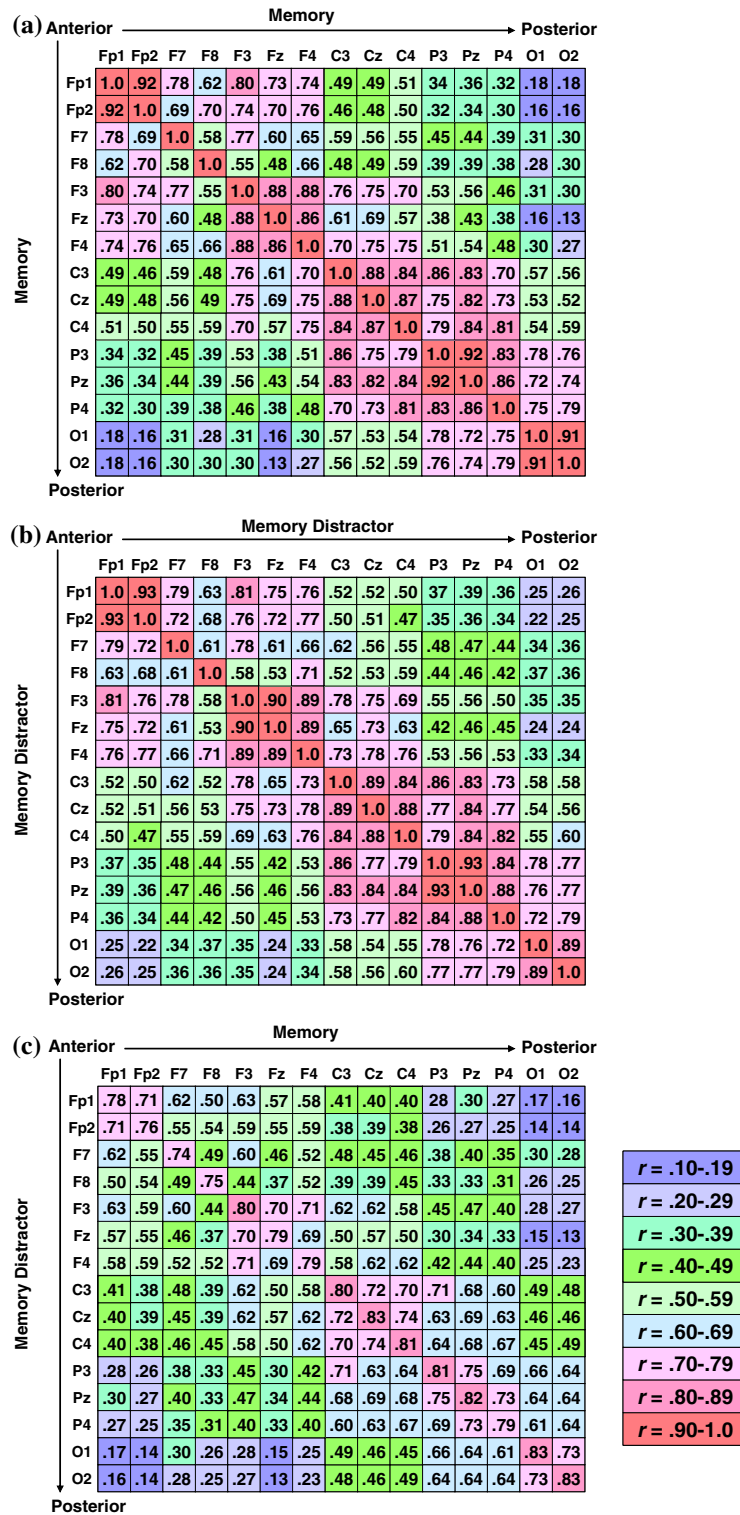 (a)
Memory
Anterior Posterior
Fp1 Fp2 F7 F8 F3 Fz F4 C3 Cz C4 P3 Pz P4 O1 O2
Memory
Fp1 1.0 .92 .78 .62 .80 .73 .74 .49 .49 .51 34 .36 .32 .18 .18
Fp2 .92 1.0 .69 .70 .74 .70 .76 .46 .48 .50 .32 .34 .30 .16 .16
F7 .78 .69 1.0 .58 .77 .60 .65 .59 .56 .55 .45 .44 .39 .31 .30
F8 .62 .70 .58 1.0 .55 .48 .66 .48 .49 .59 .39 .39 .38 .28 .30
F3 .80 .74 .77 .55 1.0 .88 .88 .76 .75 .70 .53 .56 .46 .31 .30
Fz .73 .70 .60 .48 .88 1.0 .86 .61 .69 .57 .38 .43 .38 .16 .13
F4 .74 .76 .65 .66 .88 .86 1.0 .70 .75 .75 .51 .54 .48 .30 .27
C3 .49 .46 .59 .48 .76 .61 .70 1.0 .88 .84 .86 .83 .70 .57 .56
Cz .49 .48 .56 49 .75 .69 .75 .88 1.0 .87 .75 .82 .73 .53 .52
C4 .51 .50 .55 .59 .70 .57 .75 .84 .87 1.0 .79 .84 .81 .54 .59
P3 .34 .32 .45 .39 .53 .38 .51 .86 .75 .79 1.0 .92 .83 .78 .76
Pz .36 .34 .44 .39 .56 .43 .54 .83 .82 .84 .92 1.0 .86 .72 .74
P4 .32 .30 .39 .38 .46 .38 .48 .70 .73 .81 .83 .86 1.0 .75 .79
O1 .18 .16 .31 .28 .31 .16 .30 .57 .53 .54 .78 .72 .75 1.0 .91
O2 .18 .16 .30 .30 .30 .13 .27 .56 .52 .59 .76 .74 .79 .91 1.0
Posterior
(b)
Memory Distractor
Anterior Posterior
Fp1 Fp2 F7 F8 F3 Fz F4 C3 Cz C4 P3 Pz P4 O1 O2
Memory Distractor
Fp1 1.0 .93 .79 .63 .81 .75 .76 .52 .52 .50 37 .39 .36 .25 .26
Fp2 .93 1.0 .72 .68 .76 .72 .77 .50 .51 .47 .35 .36 .34 .22 .25
F7 .79 .72 1.0 .61 .78 .61 .66 .62 .56 .55 .48 .47 .44 .34 .36
F8 .63 .68 .61 1.0 .58 .53 .71 .52 .53 .59 .44 .46 .42 .37 .36
F3 .81 .76 .78 .58 1.0 .90 .89 .78 .75 .69 .55 .56 .50 .35 .35
Fz .75 .72 .61 .53 .90 1.0 .89 .65 .73 .63 .42 .46 .45 .24 .24
F4 .76 .77 .66 .71 .89 .89 1.0 .73 .78 .76 .53 .56 .53 .33 .34
C3 .52 .50 .62 .52 .78 .65 .73 1.0 .89 .84 .86 .83 .73 .58 .58
Cz .52 .51 .56 53 .75 .73 .78 .89 1.0 .88 .77 .84 .77 .54 .56
C4 .50 .47 .55 .59 .69 .63 .76 .84 .88 1.0 .79 .84 .82 .55 .60
P3 .37 .35 .48 .44 .55 .42 .53 .86 .77 .79 1.0 .93 .84 .78 .77
Pz .39 .36 .47 .46 .56 .46 .56 .83 .84 .84 .93 1.0 .88 .76 .77
P4 .36 .34 .44 .42 .50 .45 .53 .73 .77 .82 .84 .88 1.0 .72 .79
O1 .25 .22 .34 .37 .35 .24 .33 .58 .54 .55 .78 .76 .72 1.0 .89
O2 .26 .25 .36 .36 .35 .24 .34 .58 .56 .60 .77 .77 .79 .89 1.0
Posterior
(c)
Memory
Anterior Posterior
Fp1 Fp2 F7 F8 F3 Fz F4 C3 Cz C4 P3 Pz P4 O1 O2
Memory Distractor
Fp1 .78 .71 .62 .50 .63 .57 .58 .41 .40 .40 28 .30 .27 .17 .16
Fp2 .71 .76 .55 .54 .59 .55 .59 .38 .39 .38 .26 .27 .25 .14 .14
F7 .62 .55 .74 .49 .60 .46 .52 .48 .45 .46 .38 .40 .35 .30 .28
F8 .50 .54 .49 .75 .44 .37 .52 .39 .39 .45 .33 .33 .31 .26 .25
F3 .63 .59 .60 .44 .80 .70 .71 .62 .62 .58 .45 .47 .40 .28 .27
Fz .57 .55 .46 .37 .70 .79 .69 .50 .57 .50 .30 .34 .33 .15 .13
F4 .58 .59 .52 .52 .71 .69 .79 .58 .62 .62 .42 .44 .40 .25 .23
C3 .41 .38 .48 .39 .62 .50 .58 .80 .72 .70 .71 .68 .60 .49 .48
Cz .40 .39 .45 .39 .62 .57 .62 .72 .83 .74 .63 .69 .63 .46 .46
C4 .40 .38 .46 .45 .58 .50 .62 .70 .74 .81 .64 .68 .67 .45 .49
P3 .28 .26 .38 .33 .45 .30 .42 .71 .63 .64 .81 .75 .69 .66 .64
Pz .30 .27 .40 .33 .47 .34 .44 .68 .69 .68 .75 .82 .73 .64 .64
P4 .27 .25 .35 .31 .40 .33 .40 .60 .63 .67 .69 .73 .79 .61 .64
O1 .17 .14 .30 .26 .28 .15 .25 .49 .46 .45 .66 .64 .61 .83 .73
O2 .16 .14 .28 .25 .27 .13 .23 .48 .46 .49 .64 .64 .64 .73 .83
Posterior
r = .10-.19
r = .20-.29
r = .30-.39
r = .40-.49
r = .50-.59
r = .60-.69
r = .70-.79
r = .80-.89
r = .90-1.0